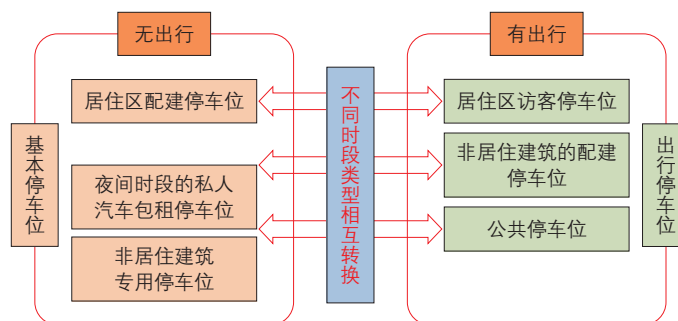 无出行
有出行
基本停车位
居住区配建停车位
夜间时段的私人
汽车包租停车位
非居住建筑
专用停车位
不同时段类型相互转换
居住区访客停车位
非居住建筑的配建
停车位
公共停车位
出行停车位